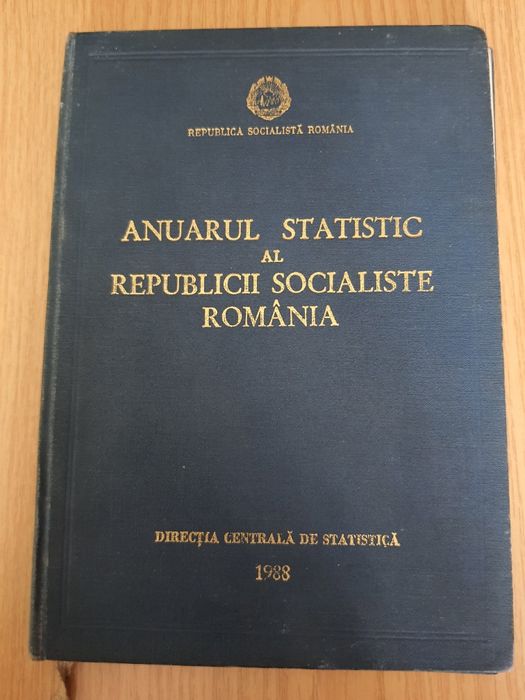 REPUBLICA SOCIALISTĂ ROMÂNIA
ANUARUL STATISTIC
AL
REPUBLICII SOCIALISTE
ROMÂNIA
DIRECȚIA CENTRALĂ DE STATISTICĂ
1988